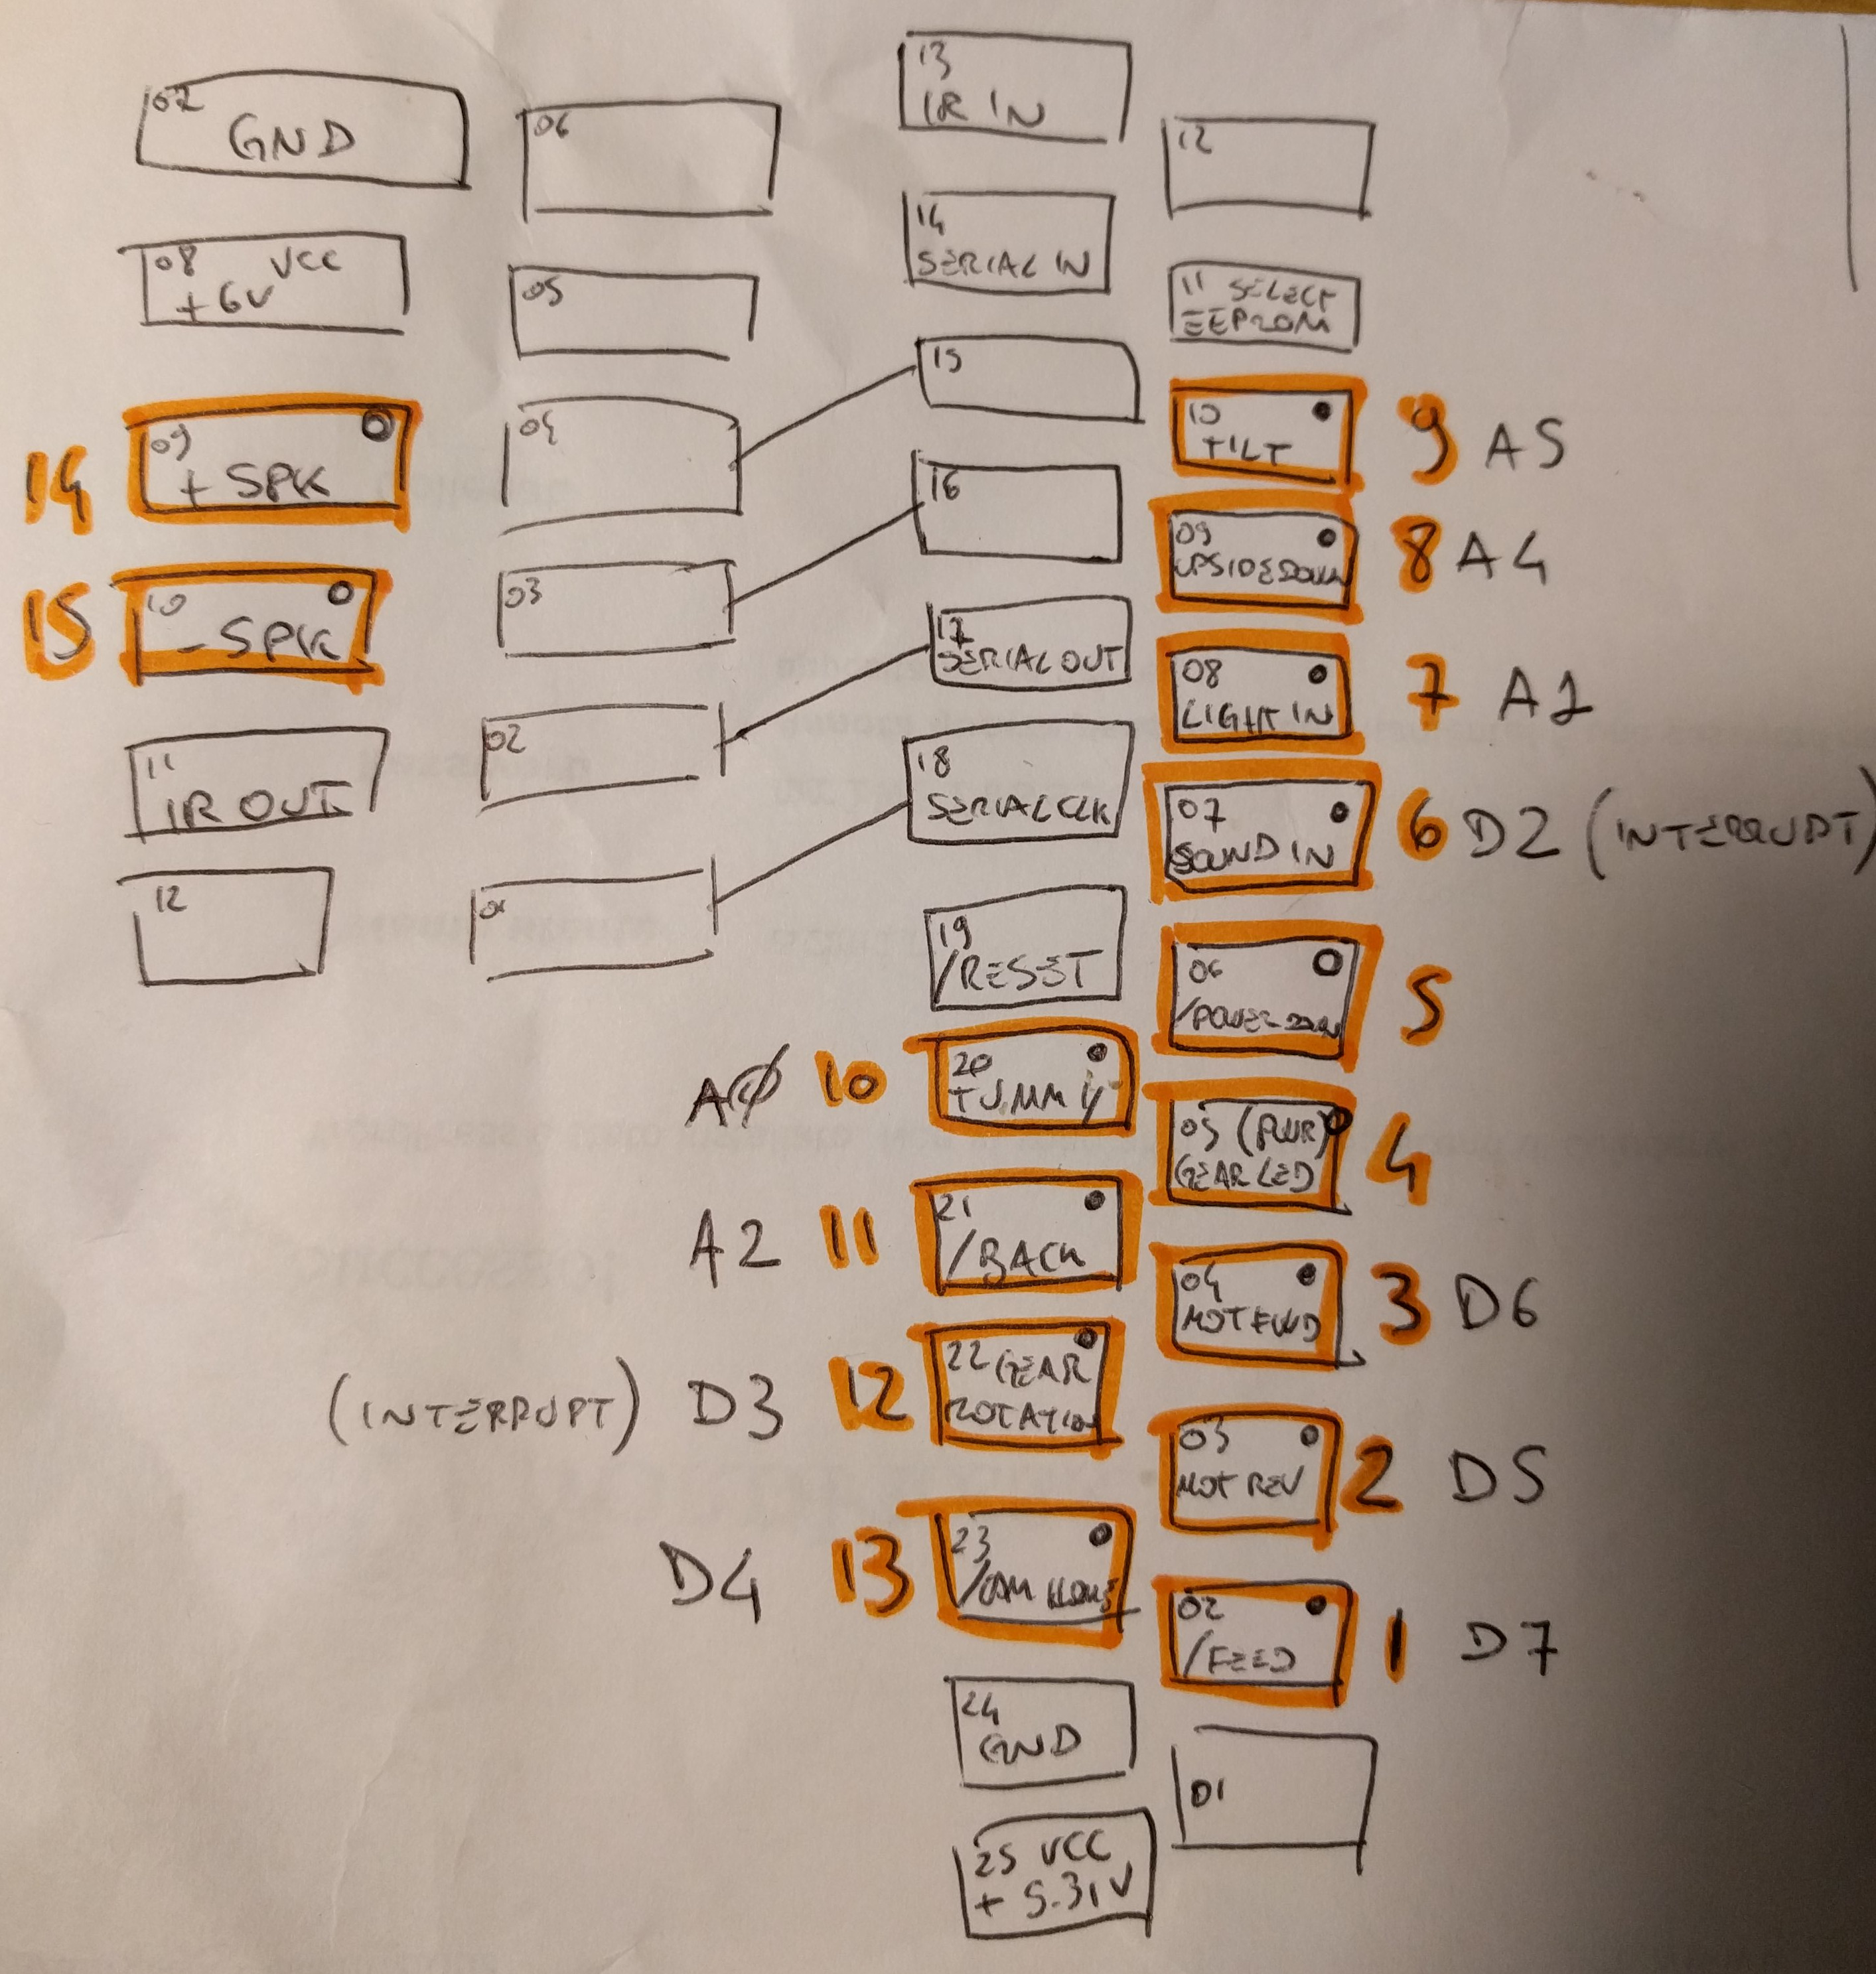 07
GND
08 VCC
+6V
14
09
+ SPK
15
10
- SPK
11
IR OUT
12
06
05
04
03
02
01
13
IR IN
14
SERIAL IN
15
16
17
SERIAL OUT
18
SERIAL CLK
19
/RESET
AØ 10
20
TUMMY
A2 11
21
/BACK
(INTERRUPT) D3 12
22 GEAR
ROTATION
D4 13
23
/CAM HOME
24
GND
25 VCC
+ 5.31V
12
11 SELECT
EEPROM
10
TILT
9 A5
09
UPSIDEDOWN
8 A4
08
LIGHT IN
7 A1
07
SOUND IN
6 D2 (INTERRUPT)
06
/POWER-DOWN
5
05 (PWR)
GEAR LED
4
04
MOT FWD
3 D6
03
MOT REV
2 D5
02
/FEED
1 D7
01